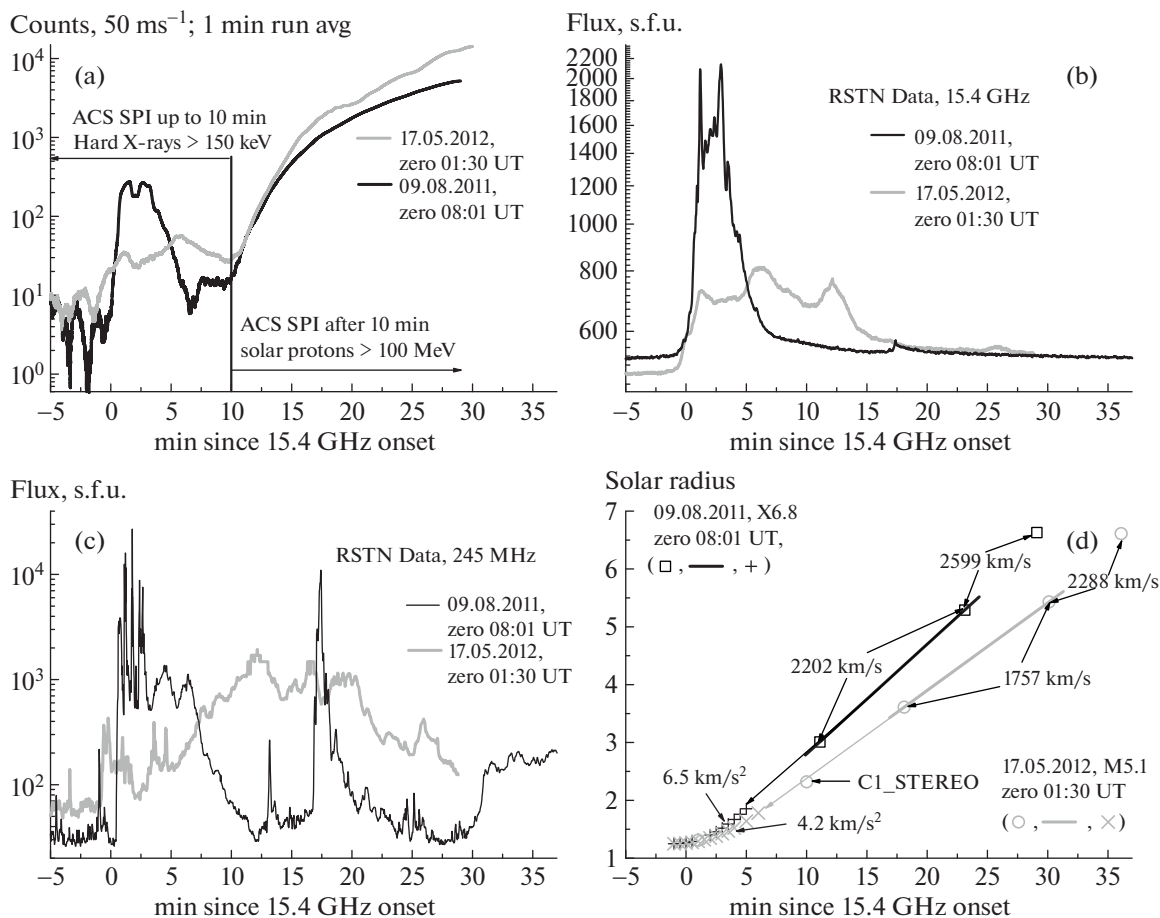 Counts, 50 ms⁻¹; 1 min run avg
(a)
10⁴
10³
10²
10¹
10⁰
ACS SPI up to 10 min
Hard X-rays > 150 keV
17.05.2012,
zero 01:30 UT
09.08.2011,
zero 08:01 UT
ACS SPI after 10 min
solar protons > 100 MeV
−5 0 5 10 15 20 25 30 35
min since 15.4 GHz onset
Flux, s.f.u.
(b)
2200
2000
1800
1600
1400
1200
1000
800
600
RSTN Data, 15.4 GHz
09.08.2011,
zero 08:01 UT
17.05.2012,
zero 01:30 UT
−5 0 5 10 15 20 25 30 35
min since 15.4 GHz onset
Flux, s.f.u.
(c)
10⁴
10³
10²
RSTN Data, 245 MHz
09.08.2011,
zero 08:01 UT
17.05.2012,
zero 01:30 UT
−5 0 5 10 15 20 25 30 35
min since 15.4 GHz onset
Solar radius
7
6
5
4
3
2
1
09.08.2011, X6.8
zero 08:01 UT,
(□, —, +)
(d)
2599 km/s
2288 km/s
2202 km/s
1757 km/s
6.5 km/s²
C1_STEREO
4.2 km/s²
17.05.2012, M5.1
zero 01:30 UT
(○, —, ×)
−5 0 5 10 15 20 25 30 35
min since 15.4 GHz onset